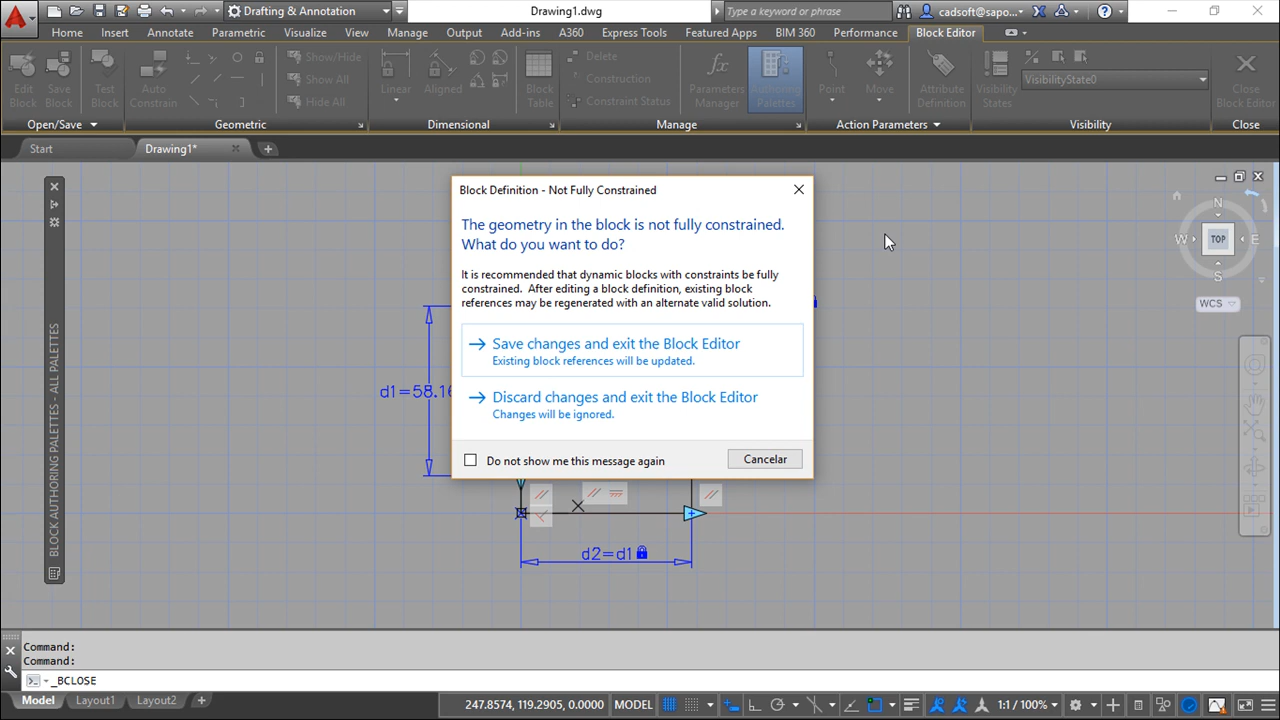 Drafting & Annotation
Drawing1.dwg
Type a keyword or phrase
cadsoft@sapo...
Home Insert Annotate Parametric Visualize View Manage Output Add-ins A360 Express Tools Featured Apps BIM 360 Performance Block Editor
Edit Block
Save Block
Test Block
Auto Constrain
Show/Hide
Show All
Hide All
Linear
Aligned
Block Table
Delete
Construction
Constraint Status
Parameters Manager
Authoring Palettes
Point
Move
Attribute Definition
Visibility States
VisibilityState0
Close Block Editor
Open/Save Geometric Dimensional Manage Action Parameters Visibility Close
Start Drawing1*
Block Definition - Not Fully Constrained
The geometry in the block is not fully constrained.
What do you want to do?
It is recommended that dynamic blocks with constraints be fully
constrained. After editing a block definition, existing block
references may be regenerated with an alternate valid solution.
Save changes and exit the Block Editor
Existing block references will be updated.
Discard changes and exit the Block Editor
Changes will be ignored.
Do not show me this message again
Cancelar
N
W TOP E
S
WCS
BLOCK AUTHORING PALETTES - ALL PALETTES
d1=58.16
d2=d1
Command:
Command:
_BCLOSE
Model Layout1 Layout2
247.8574, 119.2905, 0.0000 MODEL
1:1 / 100%